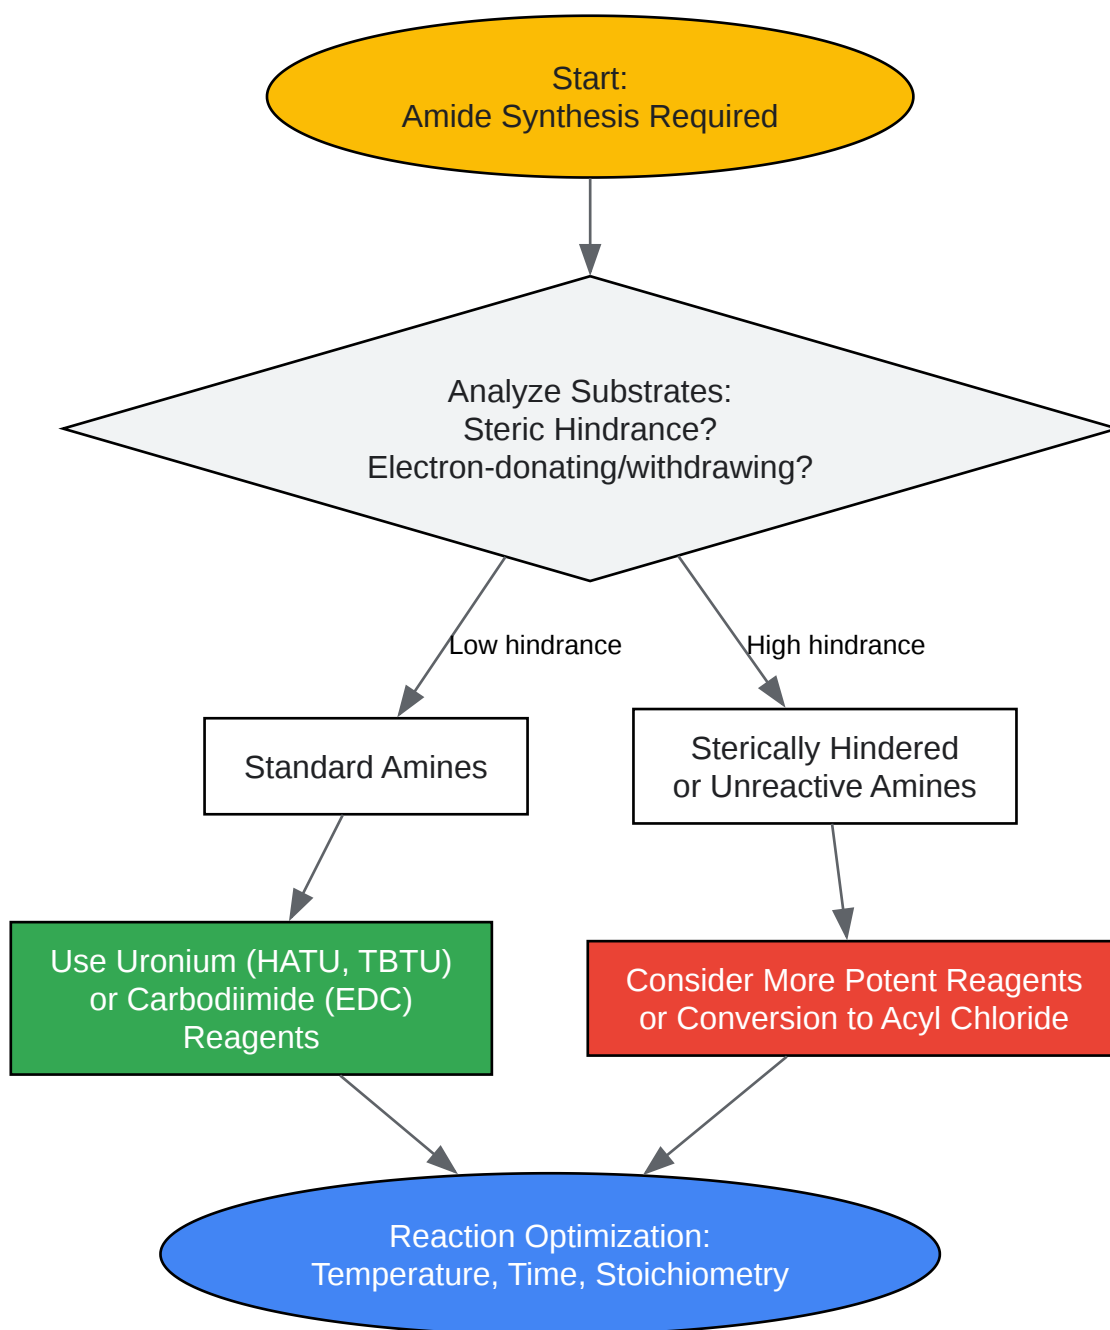 Start:
Amide Synthesis Required
Analyze Substrates:
Steric Hindrance?
Electron-donating/withdrawing?
Low hindrance
High hindrance
Standard Amines
Sterically Hindered
or Unreactive Amines
Use Uronium (HATU, TBTU)
or Carbodiimide (EDC)
Reagents
Consider More Potent Reagents
or Conversion to Acyl Chloride
Reaction Optimization:
Temperature, Time, Stoichiometry